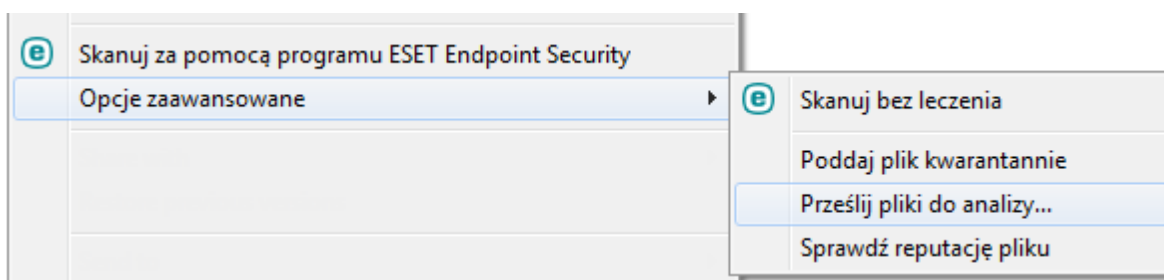 Skanuj za pomocą programu ESET Endpoint Security
Opcje zaawansowane
Skanuj bez leczenia
Poddaj plik kwarantannie
Prześlij pliki do analizy...
Sprawdź reputację pliku